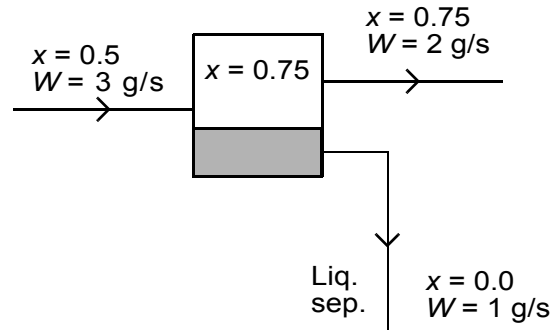 x = 0.5
W = 3 g/s
x = 0.75
x = 0.75
W = 2 g/s
Liq.
sep.
x = 0.0
W = 1 g/s